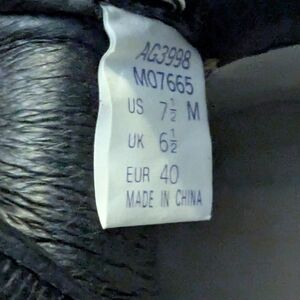 AG3998
M07665
US 7½ M
UK 6½
EUR 40
MADE IN CHINA